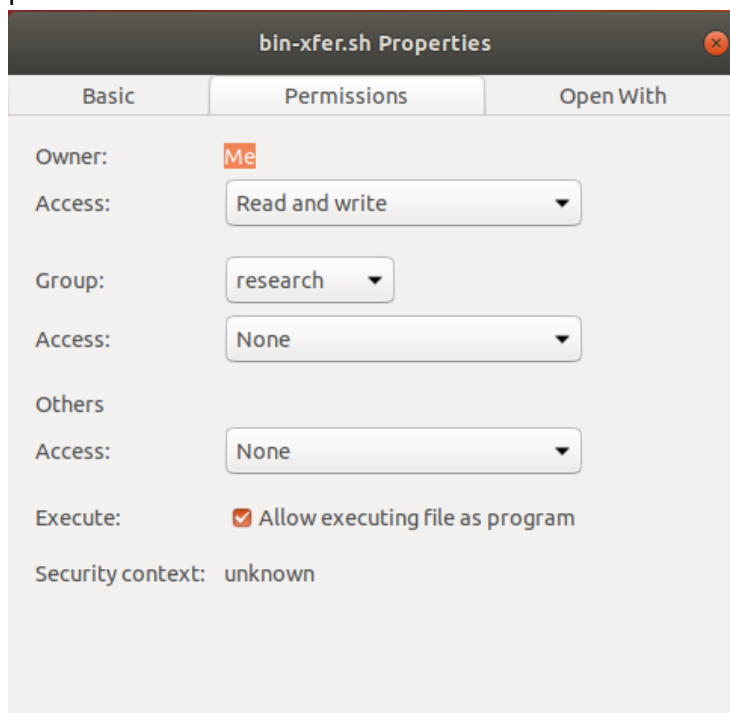 bin-xfer.sh Properties
Basic Permissions Open With
Owner: Me
Access: Read and write
Group: research
Access: None
Others
Access: None
Execute: Allow executing file as program
Security context: unknown